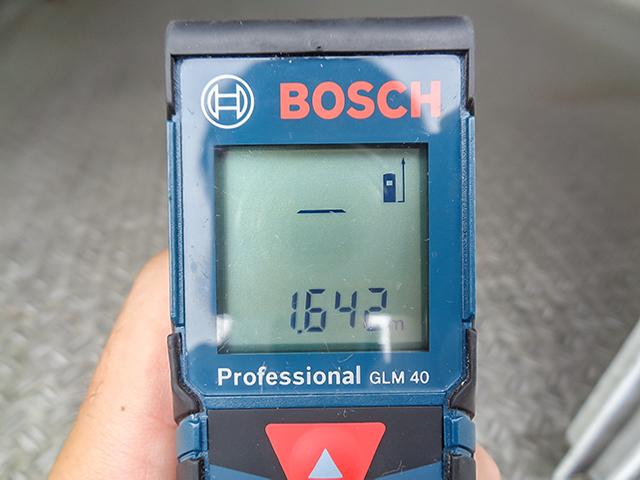 BOSCH
1.642 m
Professional GLM 40